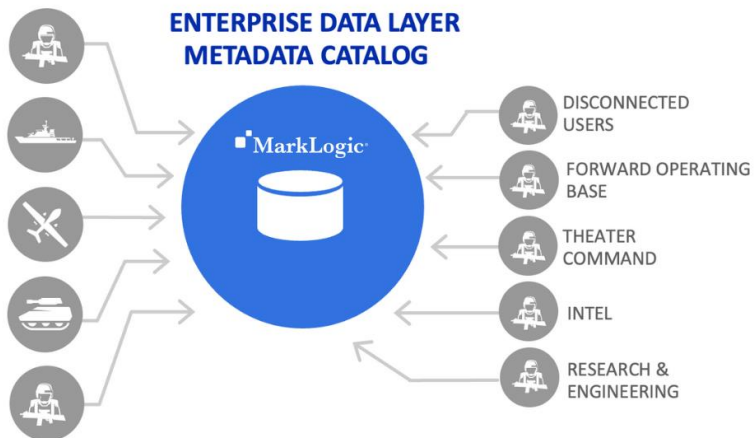 ENTERPRISE DATA LAYER
METADATA CATALOG
MarkLogic
DISCONNECTED
USERS
FORWARD OPERATING
BASE
THEATER
COMMAND
INTEL
RESEARCH &
ENGINEERING